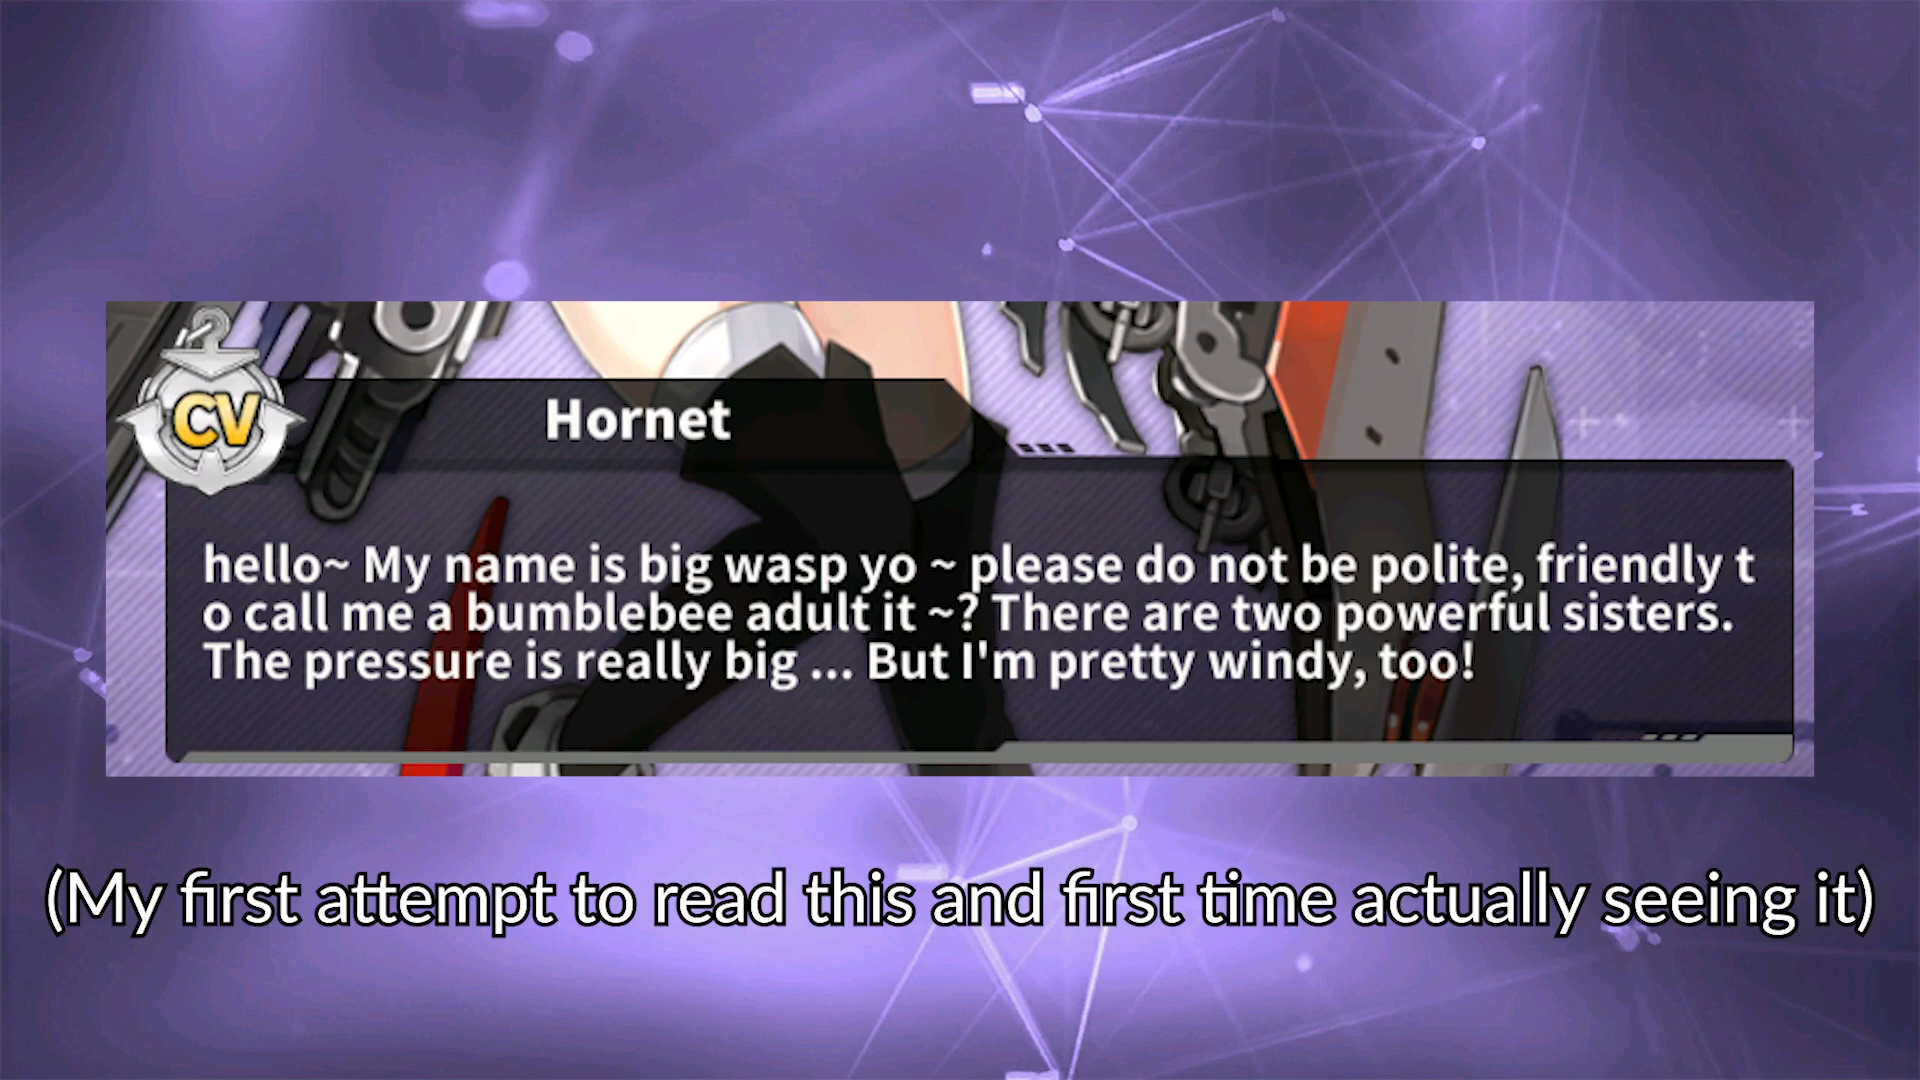 CV
Hornet
hello~ My name is big wasp yo ~ please do not be polite, friendly t
o call me a bumblebee adult it ~? There are two powerful sisters.
The pressure is really big ... But I'm pretty windy, too!
(My first attempt to read this and first time actually seeing it)